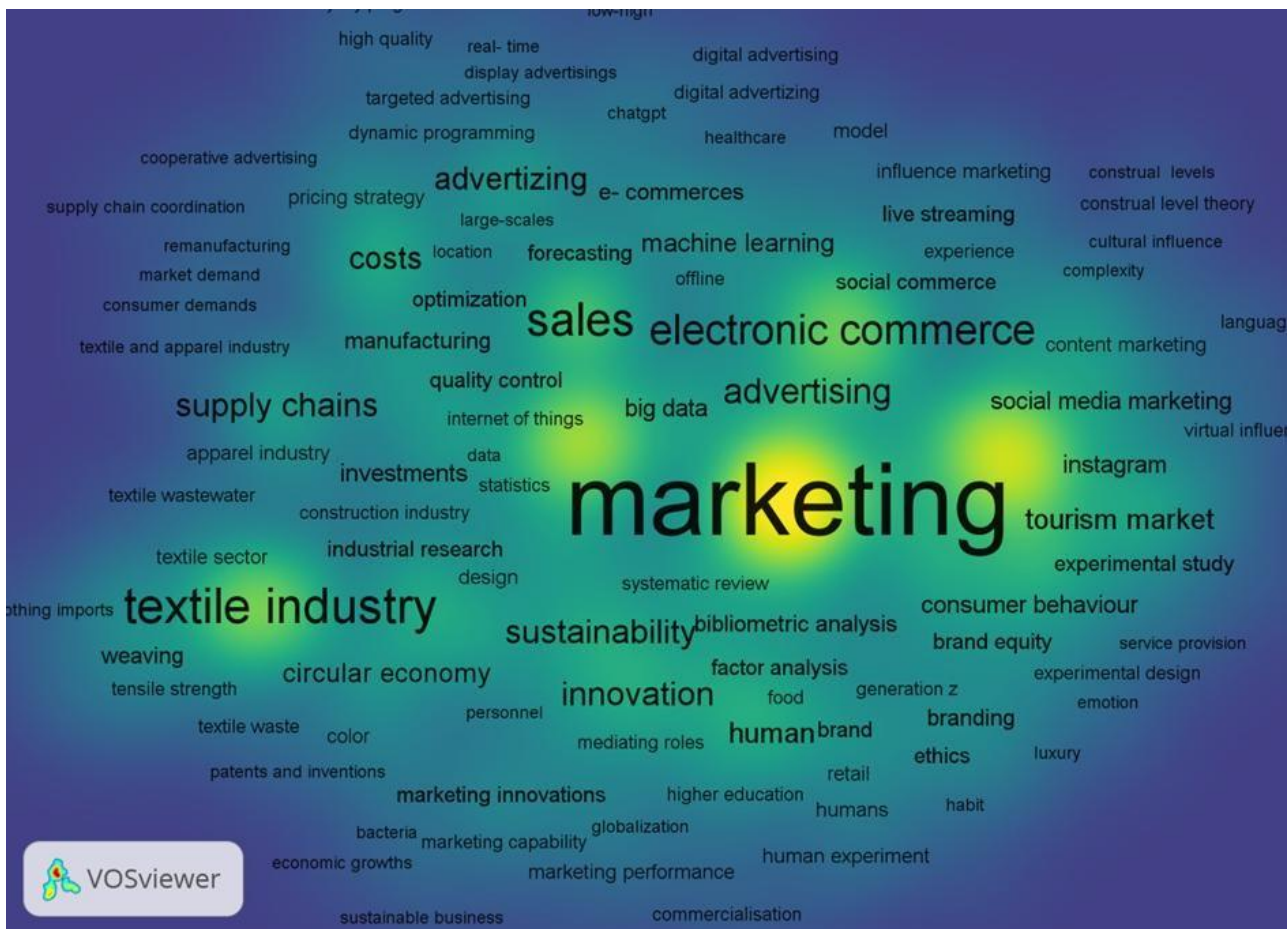 low-high
high quality
real- time
digital advertising
display advertisings
targeted advertising
digital advertizing
chatgpt
dynamic programming
healthcare
model
cooperative advertising
advertizing
e- commerces
influence marketing
construal levels
supply chain coordination
pricing strategy
large-scales
live streaming
construal level theory
remanufacturing
costs
location
forecasting
machine learning
experience
cultural influence
market demand
offline
social commerce
complexity
consumer demands
optimization
sales
electronic commerce
languag
textile and apparel industry
manufacturing
content marketing
quality control
supply chains
internet of things
big data
advertising
social media marketing
virtual influen
apparel industry
data
investments
statistics
marketing
instagram
textile wastewater
construction industry
tourism market
textile sector
industrial research
design
systematic review
experimental study
othing imports
textile industry
sustainability
bibliometric analysis
consumer behaviour
brand equity
service provision
weaving
circular economy
factor analysis
experimental design
tensile strength
innovation
food
generation z
emotion
textile waste
color
personnel
mediating roles
human
brand
branding
ethics
luxury
patents and inventions
retail
marketing innovations
higher education
humans
habit
bacteria
marketing capability
globalization
economic growths
marketing performance
human experiment
VOSviewer
sustainable business
commercialisation